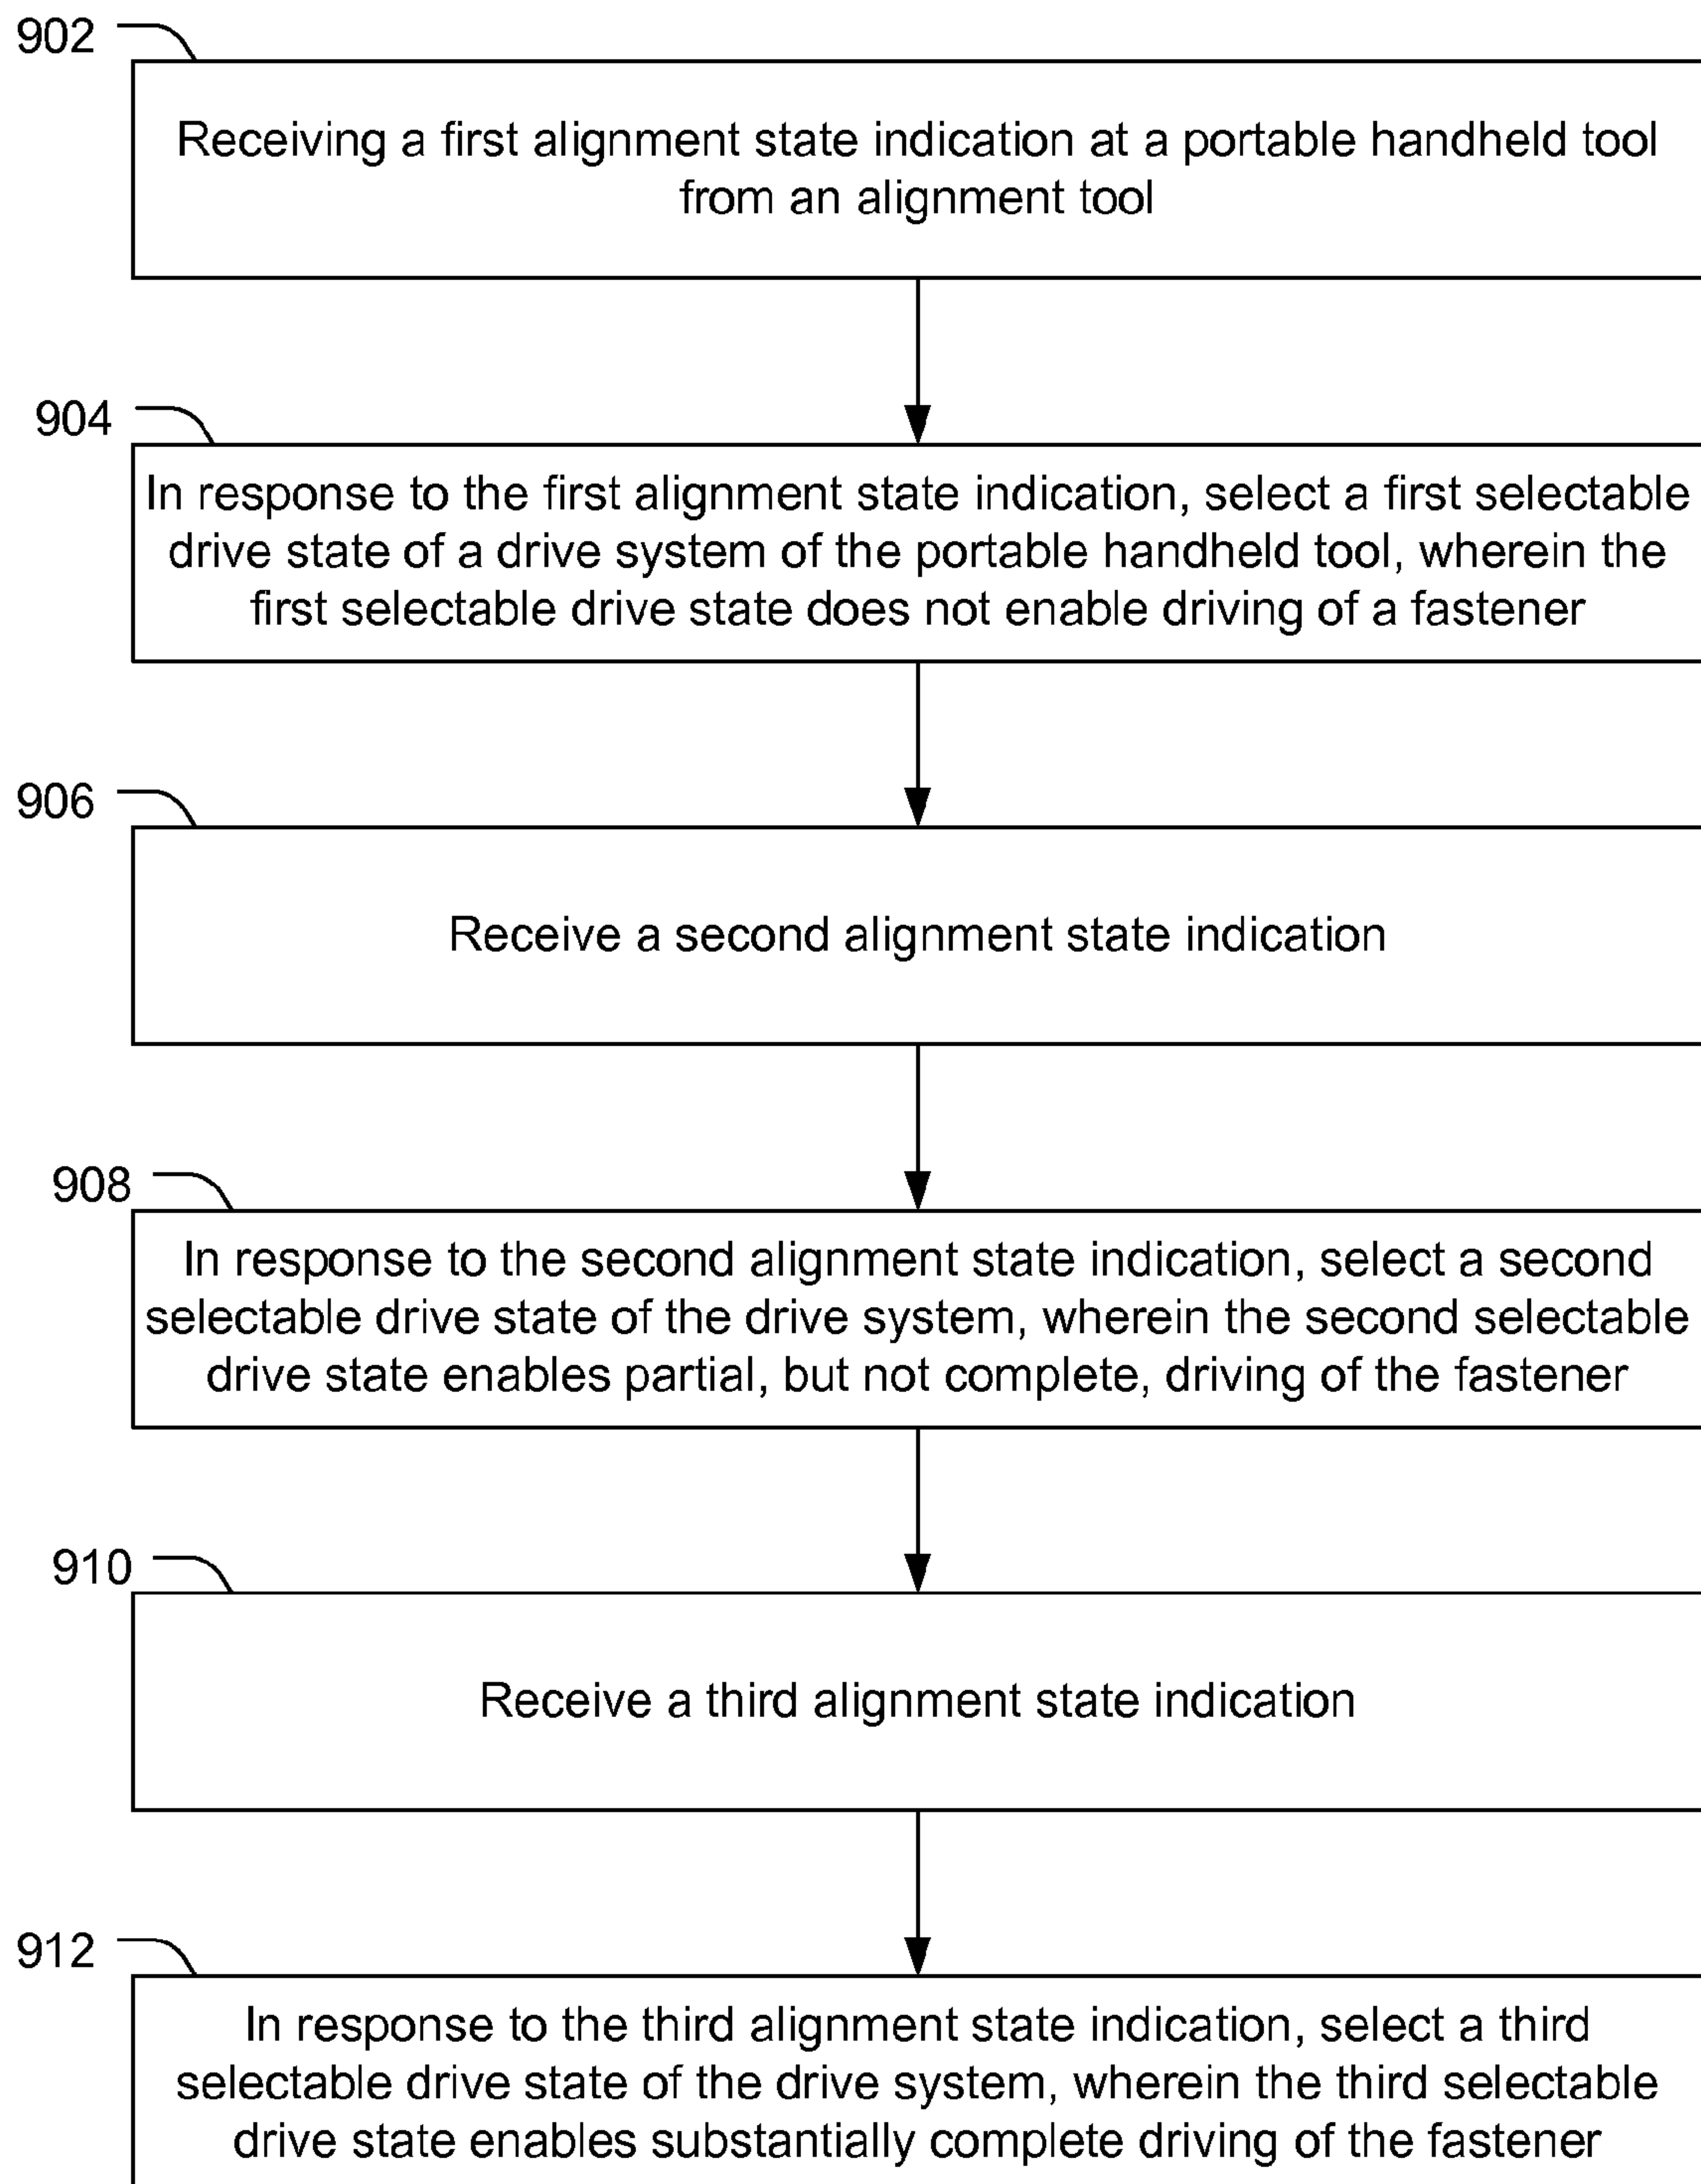 902
Receiving a first alignment state indication at a portable handheld tool
from an alignment tool
904
In response to the first alignment state indication, select a first selectable
drive state of a drive system of the portable handheld tool, wherein the
first selectable drive state does not enable driving of a fastener
906
Receive a second alignment state indication
908
In response to the second alignment state indication, select a second
selectable drive state of the drive system, wherein the second selectable
drive state enables partial, but not complete, driving of the fastener
910
Receive a third alignment state indication
912
In response to the third alignment state indication, select a third
selectable drive state of the drive system, wherein the third selectable
drive state enables substantially complete driving of the fastener